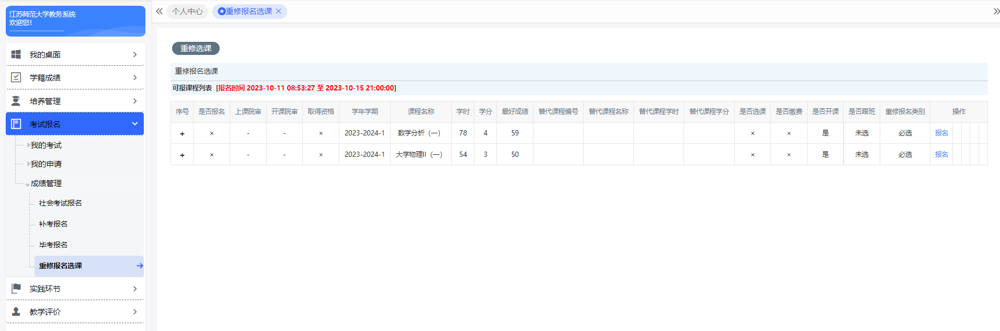 江苏师范大学教务系统
欢迎您!
个人中心
重修报名选课
我的桌面
学籍成绩
培养管理
考试报名
我的考试
我的申请
成绩管理
社会考试报名
补考报名
毕考报名
重修报名选课
实践环节
教学评价
重修选课
重修报名选课
可报课程列表 [报名时间 2023-10-11 08:53:27 至 2023-10-15 21:00:00]
序号 是否报名 上课院审 开课院审 取得资格 学年学期 课程名称 学时 学分 最好成绩 替代课程编号 替代课程名称 替代课程学时 替代课程学分 是否选课 是否缴费 是否开课 是否跟班 重修报名类别 操作
+ × - - × 2023-2024-1 数学分析（一） 78 4 59 × × 是 未选 必选 报名
+ × - - × 2023-2024-1 大学物理II（一） 54 3 50 × × 是 未选 必选 报名